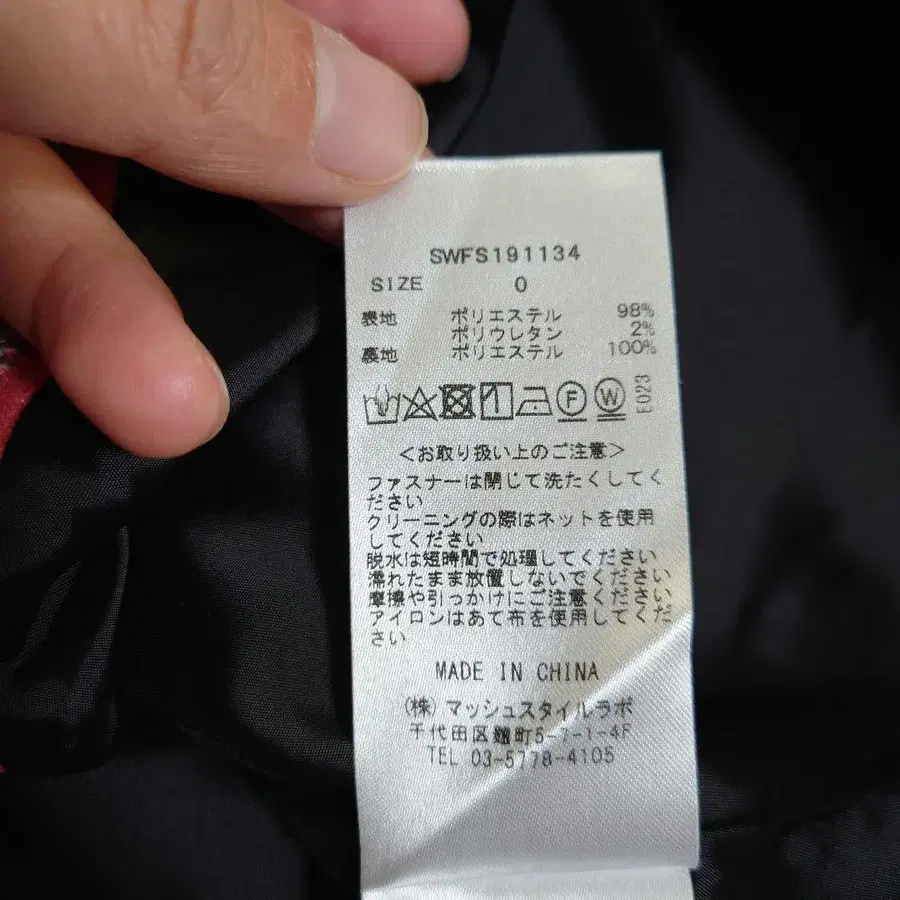 SWFS191134
SIZE 0
表地 ポリエステル 98%
ポリウレタン 2%
裏地 ポリエステル 100%
F W E023
<お取り扱い上のご注意>
ファスナーは閉じて洗たくしてく
ださい
クリーニングの際はネットを使用
してください
脱水は短時間で処理してください
濡れたまま放置しないでください
摩擦や引っかけにご注意ください
アイロンはあて布を使用してくだ
さい
MADE IN CHINA
(株)マッシュスタイルラボ
千代田区麹町5-7-1-4F
TEL 03-5778-4105